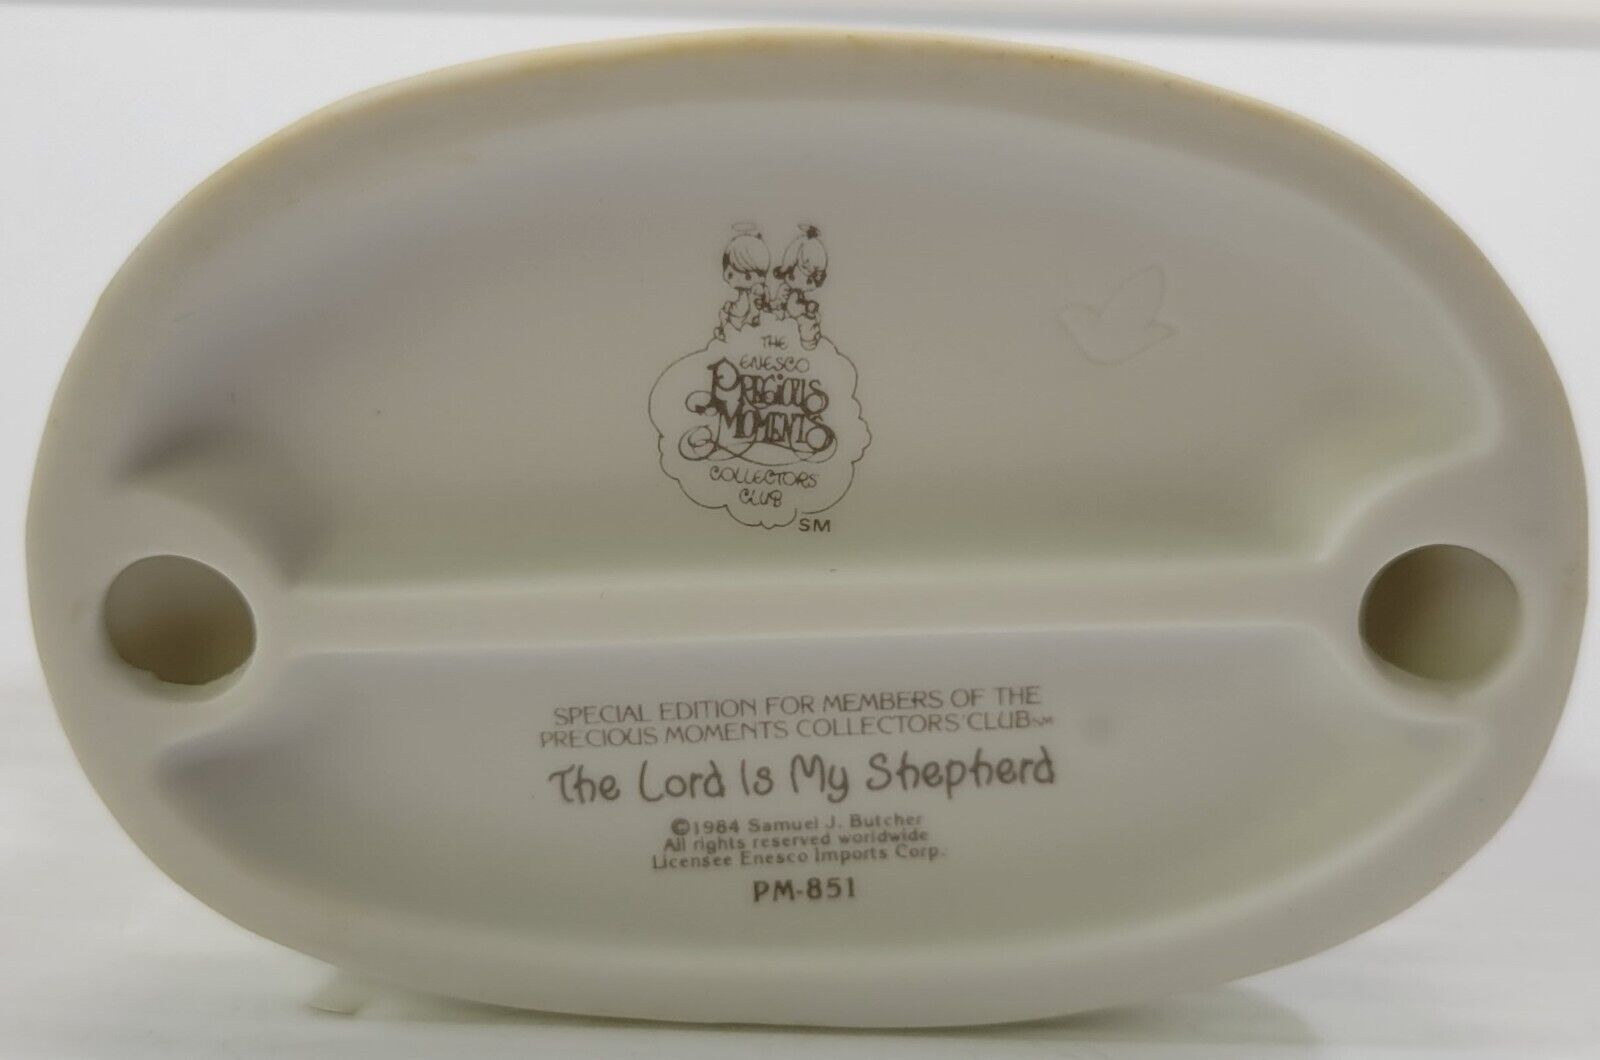 THE
ENESCO
PRECIOUS
MOMENTS
COLLECTORS'
CLUB
SM
SPECIAL EDITION FOR MEMBERS OF THE
PRECIOUS MOMENTS COLLECTORS' CLUB SM
The Lord Is My Shepherd
©1984 Samuel J. Butcher
All rights reserved worldwide
Licensee Enesco Imports Corp.
PM-851